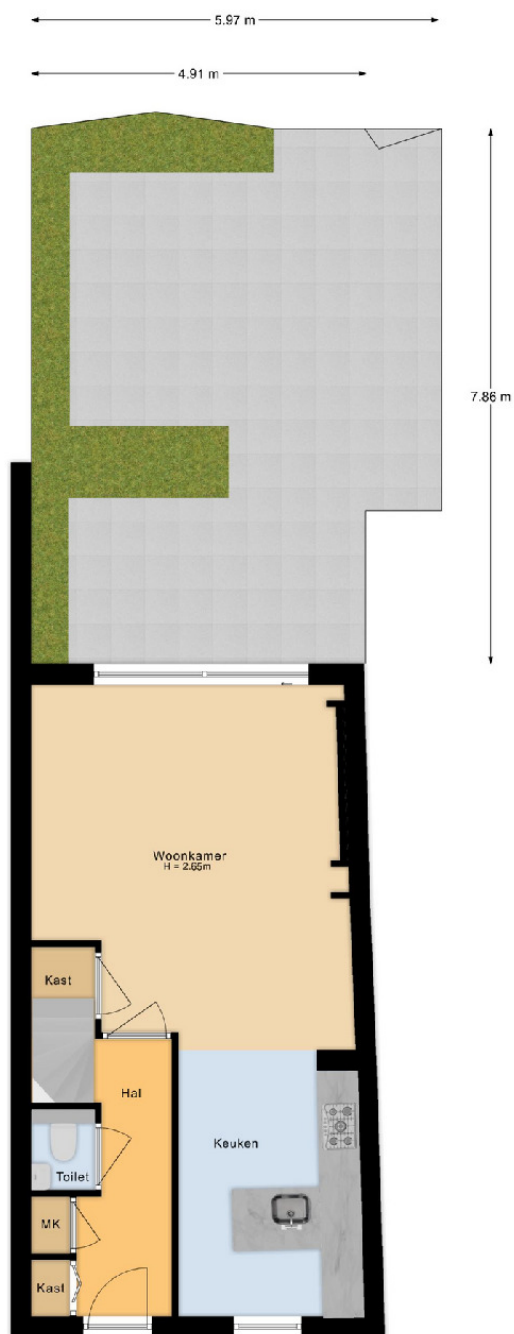 5.97 m
4.91 m
7.86 m
Woonkamer
H = 2.65m
Kast
Hal
Keuken
Toilet
MK
Kast